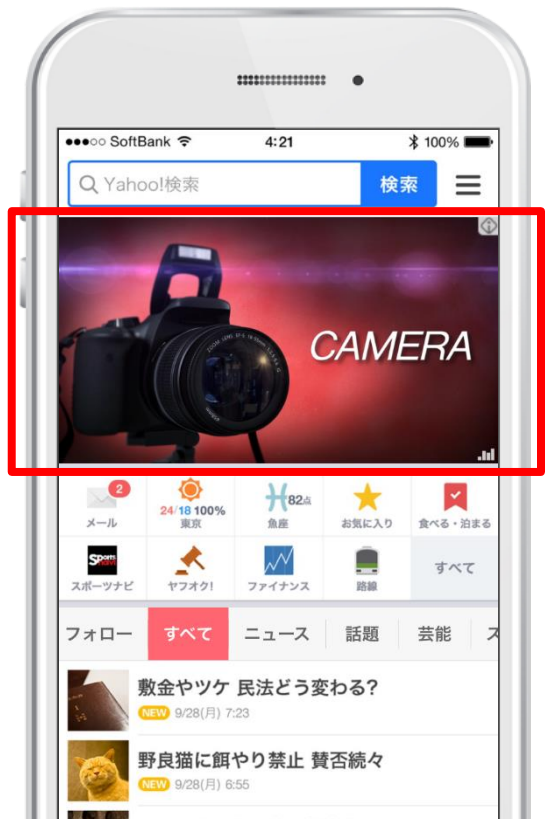 SoftBank 4:21 100%
Yahoo!検索 検索
CAMERA
2 24/18 100% 82点
メール 東京 魚座 お気に入り 食べる・泊まる
Sports navi
スポーツナビ ヤフオク! ファイナンス 路線 すべて
フォロー すべて ニュース 話題 芸能 ス
敷金やツケ 民法どう変わる?
NEW 9/28(月) 7:23
野良猫に餌やり禁止 賛否続々
NEW 9/28(月) 6:55